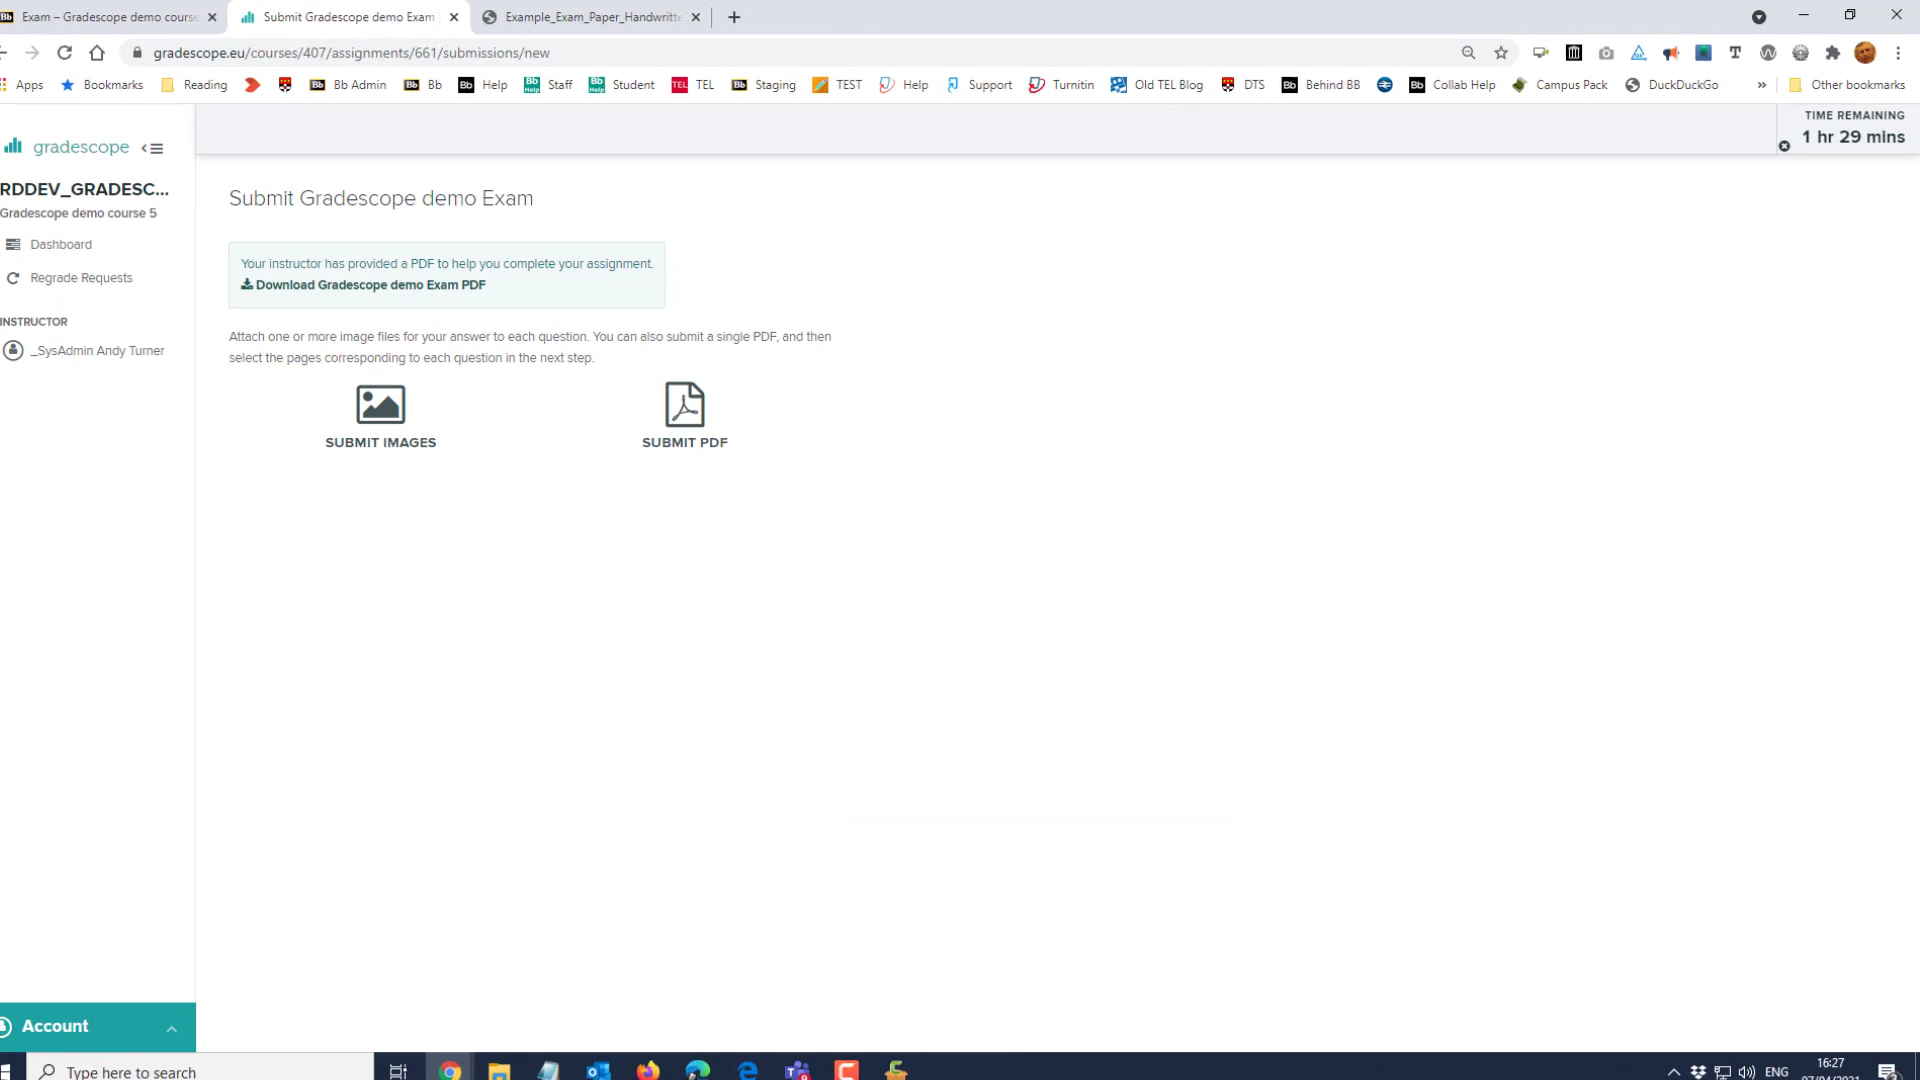 Exam – Gradescope demo course
Submit Gradescope demo Exam
Example_Exam_Paper_Handwritte
gradescope.eu/courses/407/assignments/661/submissions/new
Apps
Bookmarks
Reading
Bb Admin
Bb
Help
Staff
Student
TEL
Staging
TEST
Help
Support
Turnitin
Old TEL Blog
DTS
Behind BB
Collab Help
Campus Pack
DuckDuckGo
»
Other bookmarks
TIME REMAINING
1 hr 29 mins
gradescope
RDDEV_GRADESC...
Gradescope demo course 5
Dashboard
Regrade Requests
INSTRUCTOR
_SysAdmin Andy Turner
Submit Gradescope demo Exam
Your instructor has provided a PDF to help you complete your assignment.
Download Gradescope demo Exam PDF
Attach one or more image files for your answer to each question. You can also submit a single PDF, and then
select the pages corresponding to each question in the next step.
SUBMIT IMAGES
SUBMIT PDF
Account
Type here to search
ENG
16:27